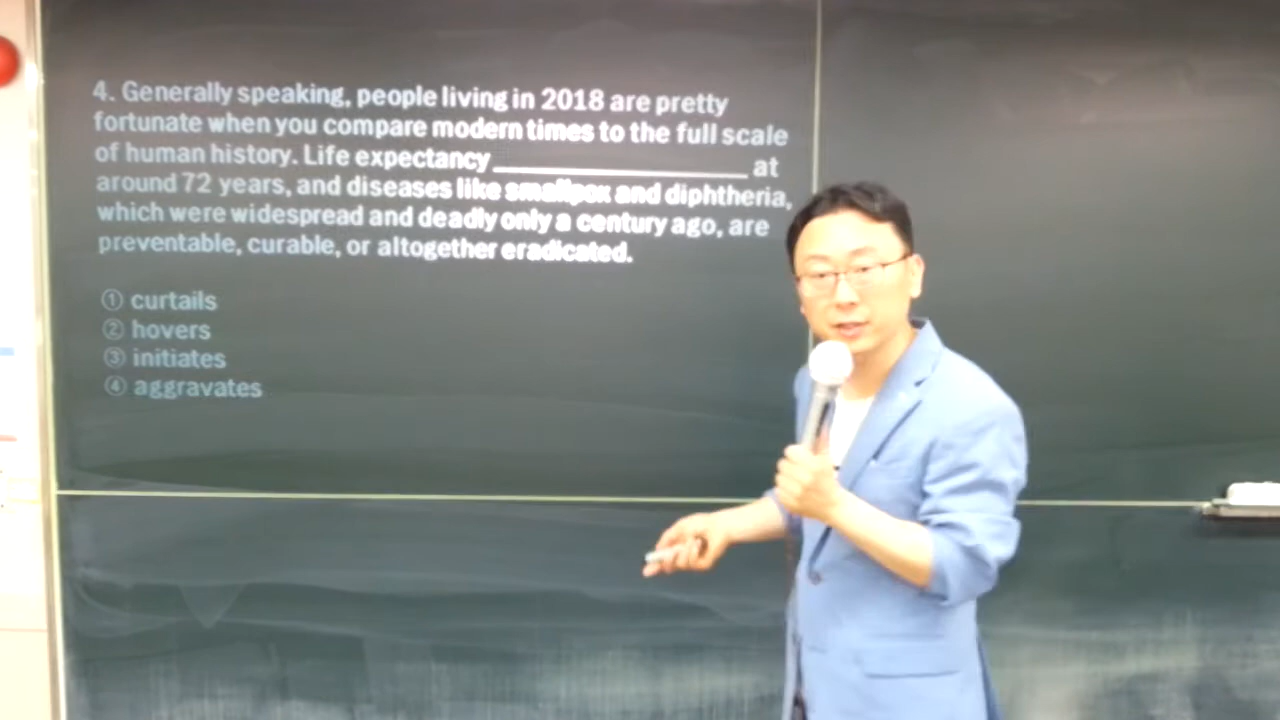 4. Generally speaking, people living in 2018 are pretty
fortunate when you compare modern times to the full scale
of human history. Life expectancy ____________ at
around 72 years, and diseases like smallpox and diphtheria,
which were widespread and deadly only a century ago, are
preventable, curable, or altogether eradicated.
① curtails
② hovers
③ initiates
④ aggravates